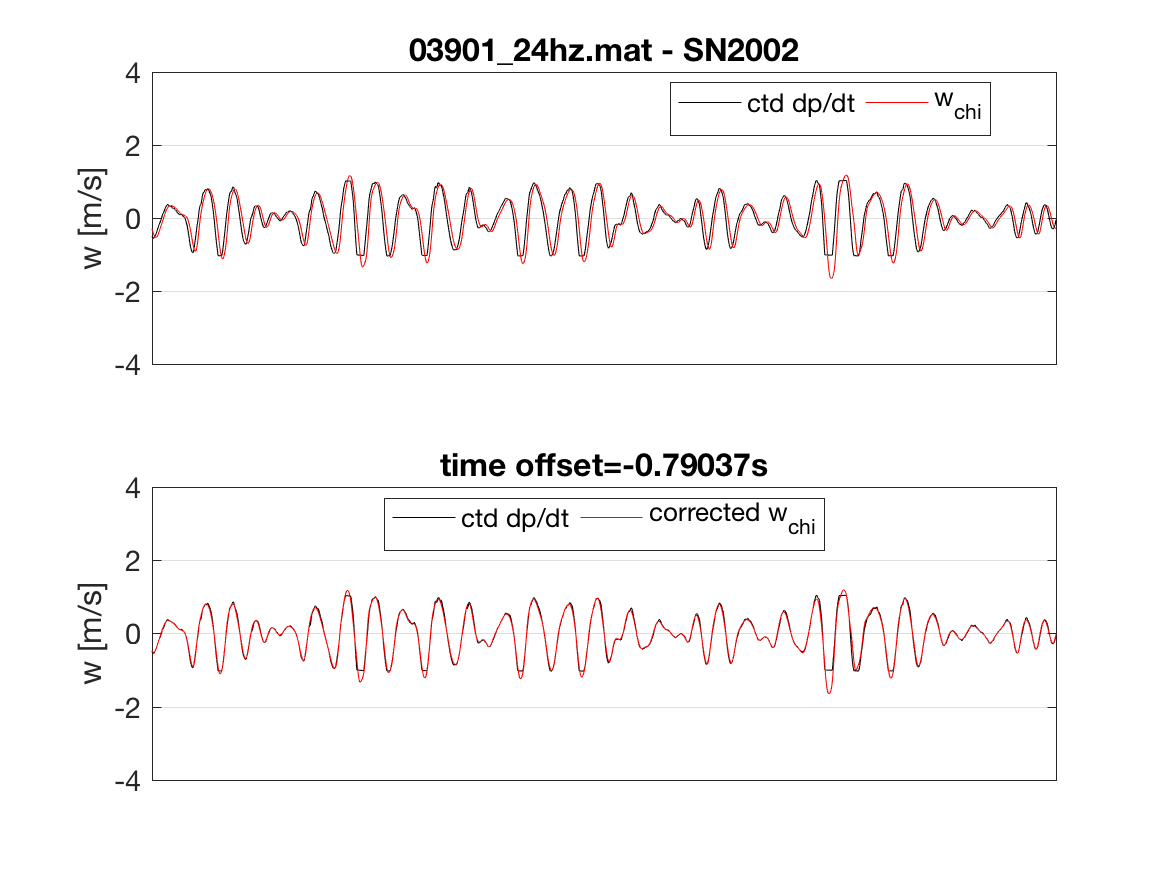 03901_24hz.mat - SN2002
4
ctd dp/dt w_chi
2
0
-2
-4
w [m/s]
time offset=-0.79037s
4
ctd dp/dt corrected w_chi
2
0
-2
-4
w [m/s]